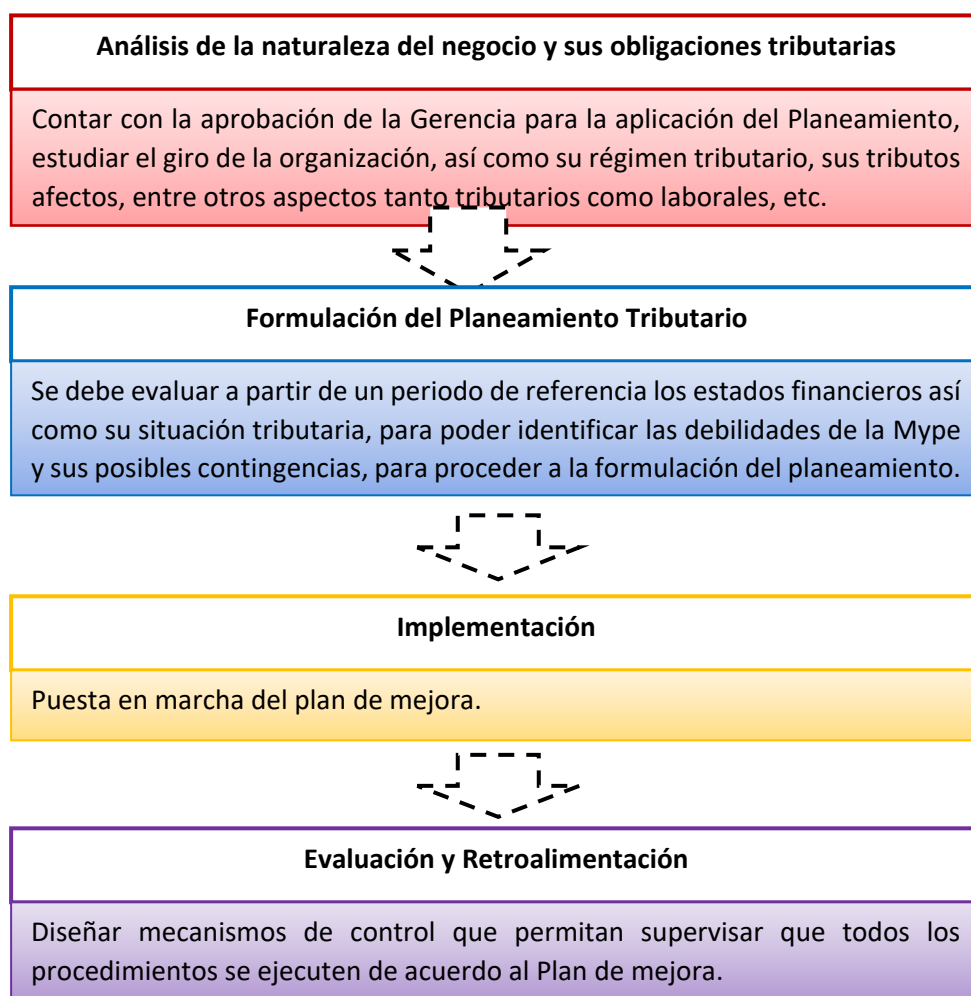 Análisis de la naturaleza del negocio y sus obligaciones tributarias
Contar con la aprobación de la Gerencia para la aplicación del Planeamiento,
estudiar el giro de la organización, así como su régimen tributario, sus tributos
afectos, entre otros aspectos tanto tributarios como laborales, etc.
Formulación del Planeamiento Tributario
Se debe evaluar a partir de un periodo de referencia los estados financieros así
como su situación tributaria, para poder identificar las debilidades de la Mype
y sus posibles contingencias, para proceder a la formulación del planeamiento.
Implementación
Puesta en marcha del plan de mejora.
Evaluación y Retroalimentación
Diseñar mecanismos de control que permitan supervisar que todos los
procedimientos se ejecuten de acuerdo al Plan de mejora.